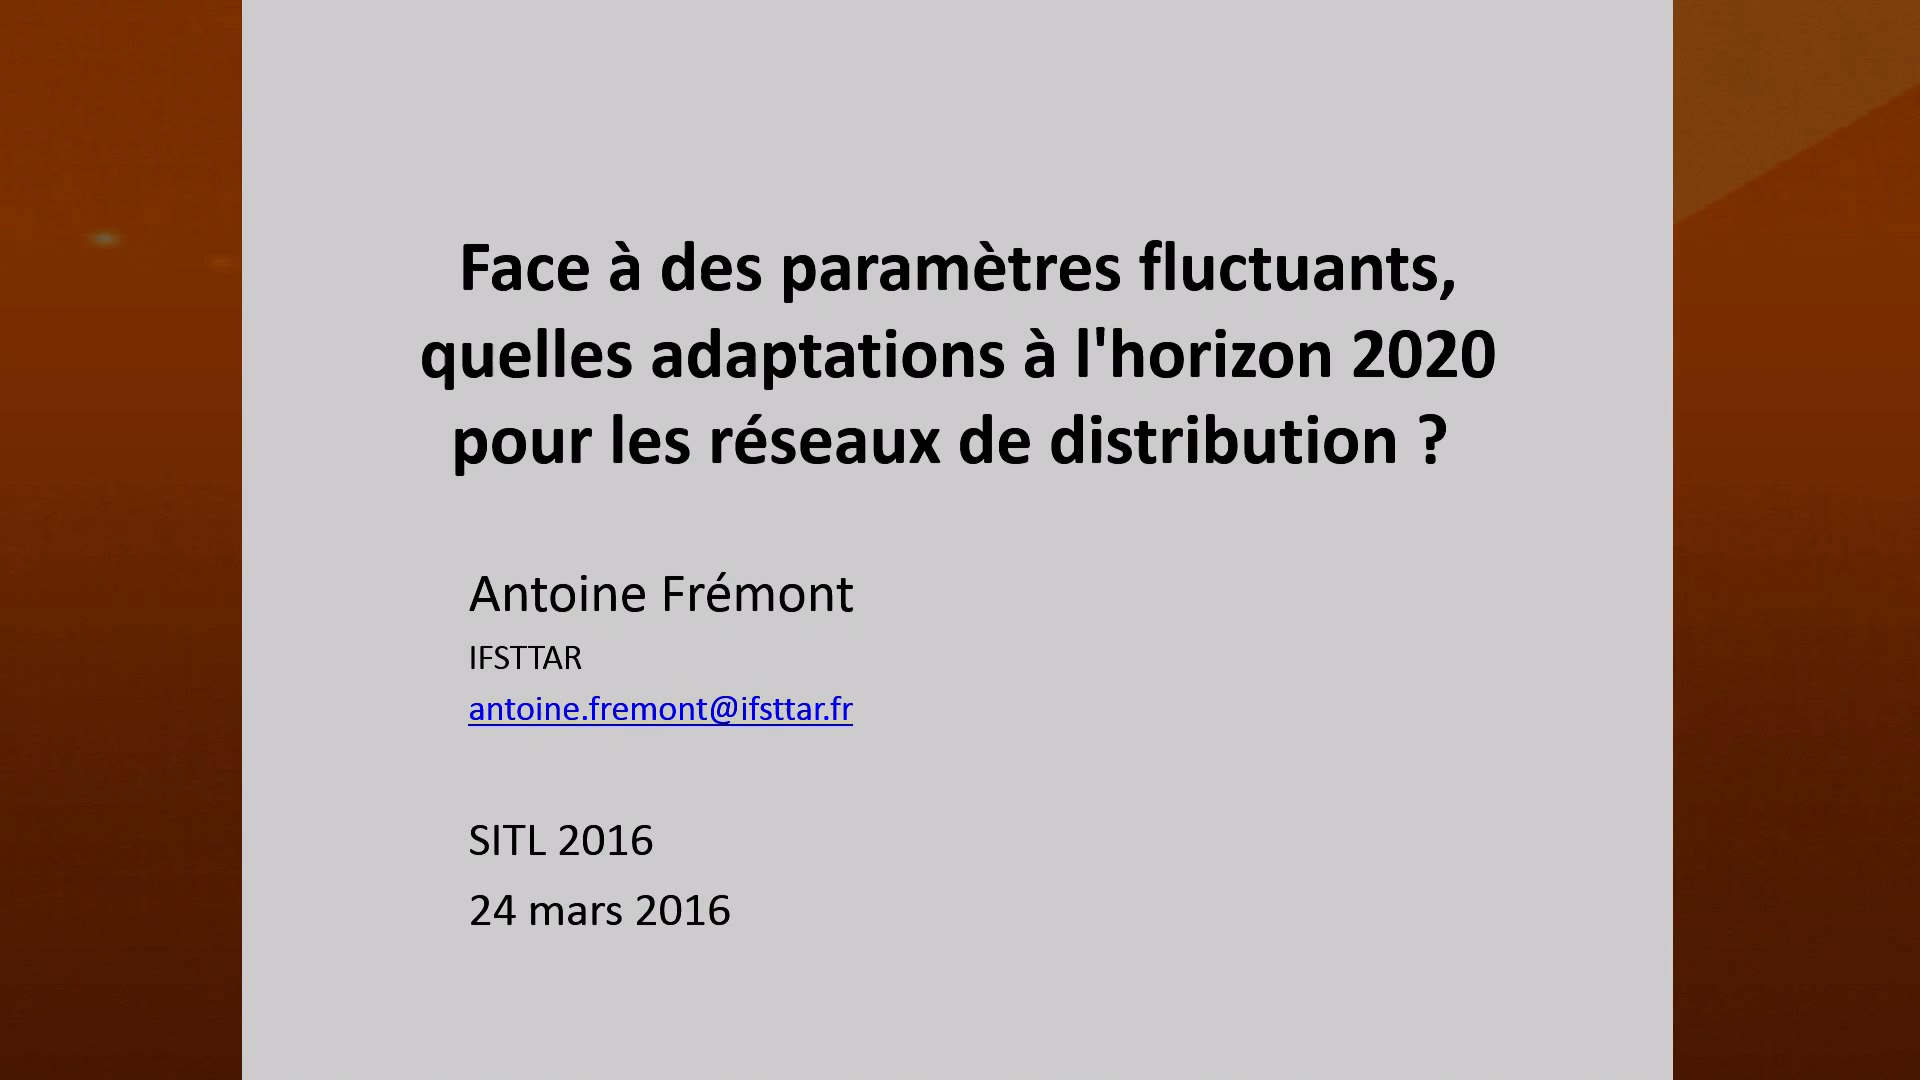 Face à des paramètres fluctuants,
quelles adaptations à l'horizon 2020
pour les réseaux de distribution ?
Antoine Frémont
IFSTTAR
antoine.fremont@ifsttar.fr
SITL 2016
24 mars 2016